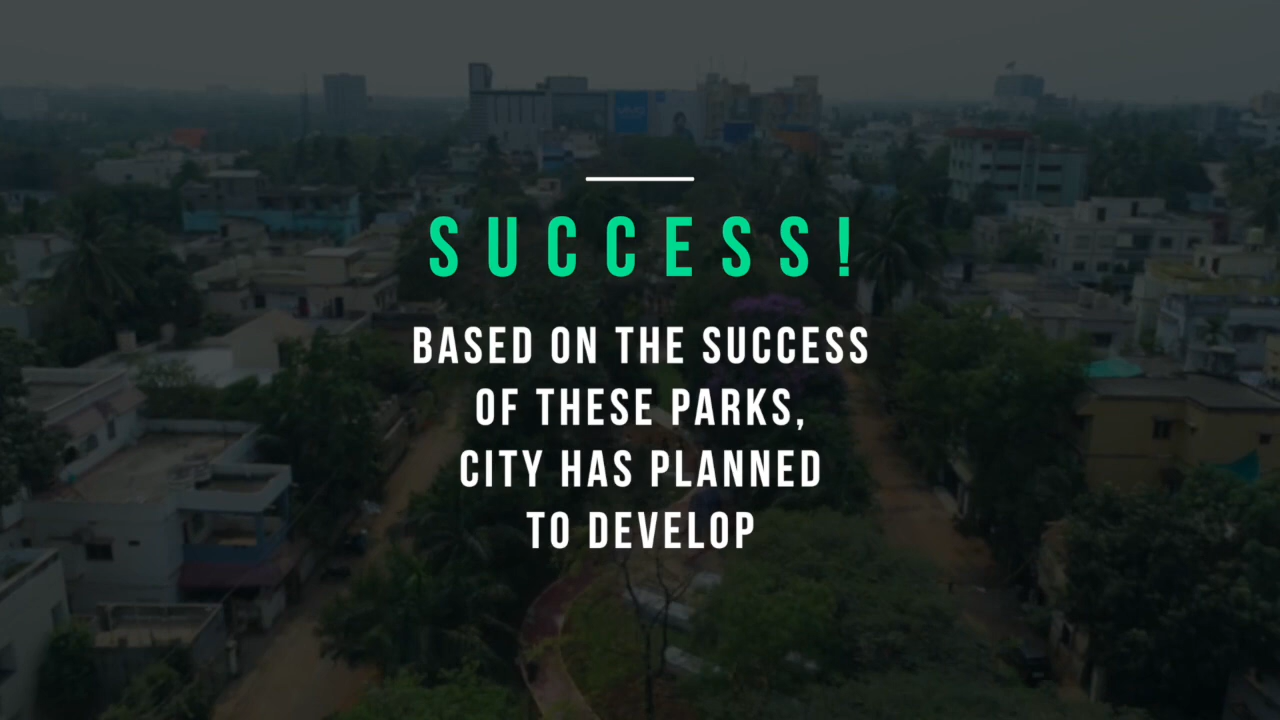 SUCCESS!
BASED ON THE SUCCESS
OF THESE PARKS,
CITY HAS PLANNED
TO DEVELOP